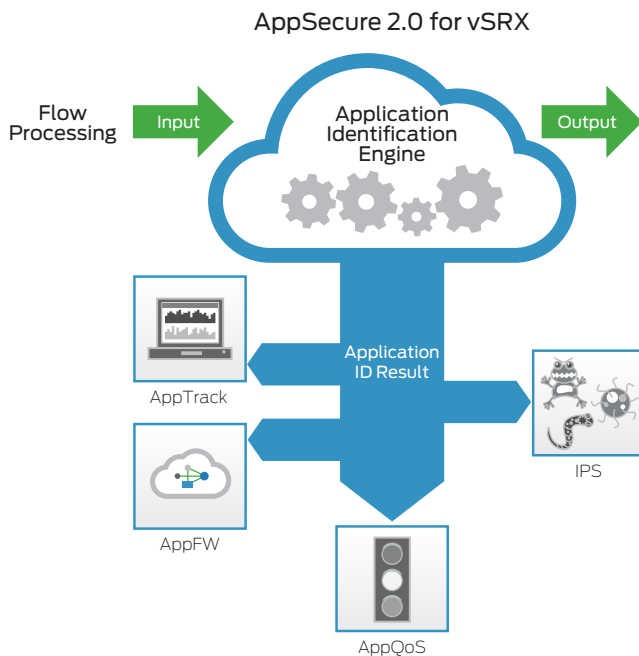 AppSecure 2.0 for vSRX
Flow
Processing
Input
Application
Identification
Engine
Output
Application
ID Result
AppTrack
IPS
AppFW
AppQoS